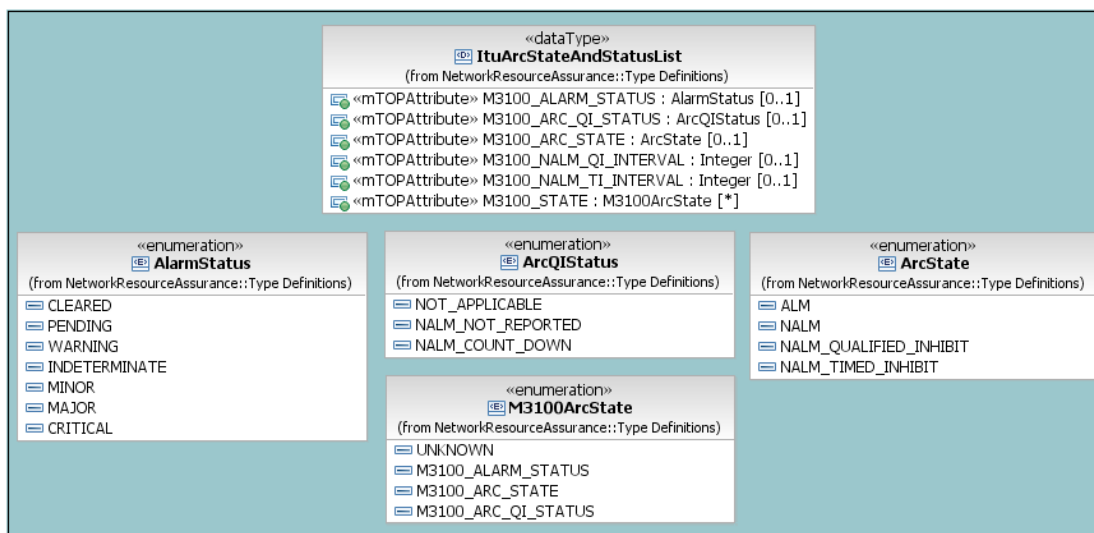 «dataType»
ItuArcStateAndStatusList
(from NetworkResourceAssurance::Type Definitions)
«mTOPAttribute» M3100_ALARM_STATUS : AlarmStatus [0..1]
«mTOPAttribute» M3100_ARC_QI_STATUS : ArcQIStatus [0..1]
«mTOPAttribute» M3100_ARC_STATE : ArcState [0..1]
«mTOPAttribute» M3100_NALM_QI_INTERVAL : Integer [0..1]
«mTOPAttribute» M3100_NALM_TI_INTERVAL : Integer [0..1]
«mTOPAttribute» M3100_STATE : M3100ArcState [*]
«enumeration»
AlarmStatus
(from NetworkResourceAssurance::Type Definitions)
CLEARED
PENDING
WARNING
INDETERMINATE
MINOR
MAJOR
CRITICAL
«enumeration»
ArcQIStatus
(from NetworkResourceAssurance::Type Definitions)
NOT_APPLICABLE
NALM_NOT_REPORTED
NALM_COUNT_DOWN
«enumeration»
ArcState
(from NetworkResourceAssurance::Type Definitions)
ALM
NALM
NALM_QUALIFIED_INHIBIT
NALM_TIMED_INHIBIT
«enumeration»
M3100ArcState
(from NetworkResourceAssurance::Type Definitions)
UNKNOWN
M3100_ALARM_STATUS
M3100_ARC_STATE
M3100_ARC_QI_STATUS